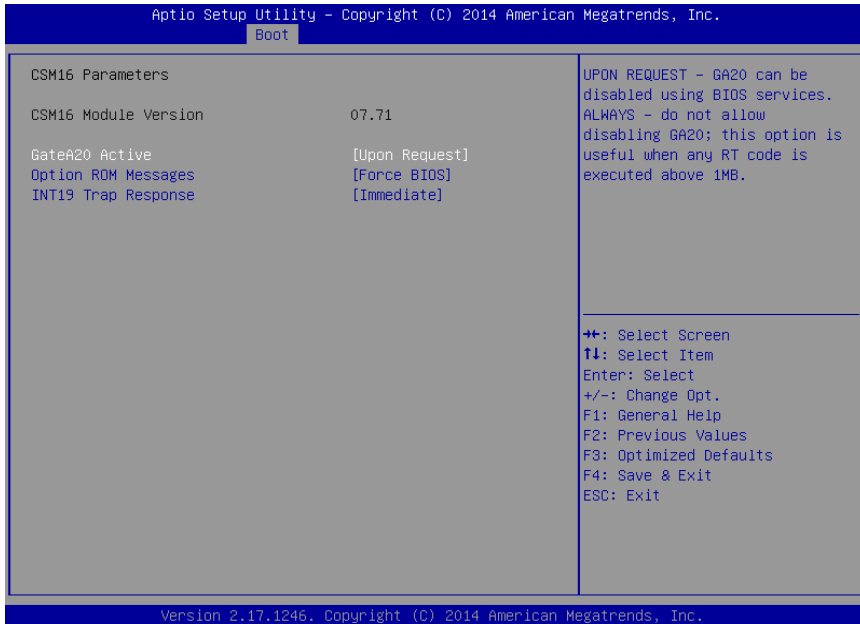 Aptio Setup Utility – Copyright (C) 2014 American Megatrends, Inc.
Boot
CSM16 Parameters
CSM16 Module Version 07.71
GateA20 Active [Upon Request]
Option ROM Messages [Force BIOS]
INT19 Trap Response [Immediate]
UPON REQUEST – GA20 can be
disabled using BIOS services.
ALWAYS – do not allow
disabling GA20; this option is
useful when any RT code is
executed above 1MB.
→←: Select Screen
↑↓: Select Item
Enter: Select
+/–: Change Opt.
F1: General Help
F2: Previous Values
F3: Optimized Defaults
F4: Save & Exit
ESC: Exit
Version 2.17.1246. Copyright (C) 2014 American Megatrends, Inc.